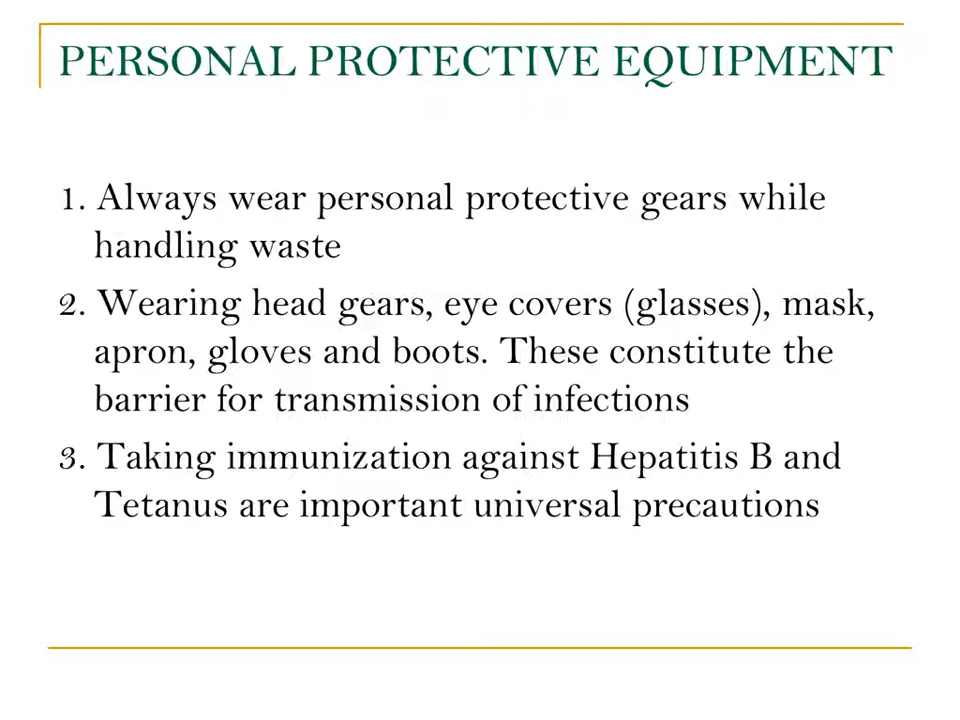 PERSONAL PROTECTIVE EQUIPMENT
1. Always wear personal protective gears while
handling waste
2. Wearing head gears, eye covers (glasses), mask,
apron, gloves and boots. These constitute the
barrier for transmission of infections
3. Taking immunization against Hepatitis B and
Tetanus are important universal precautions